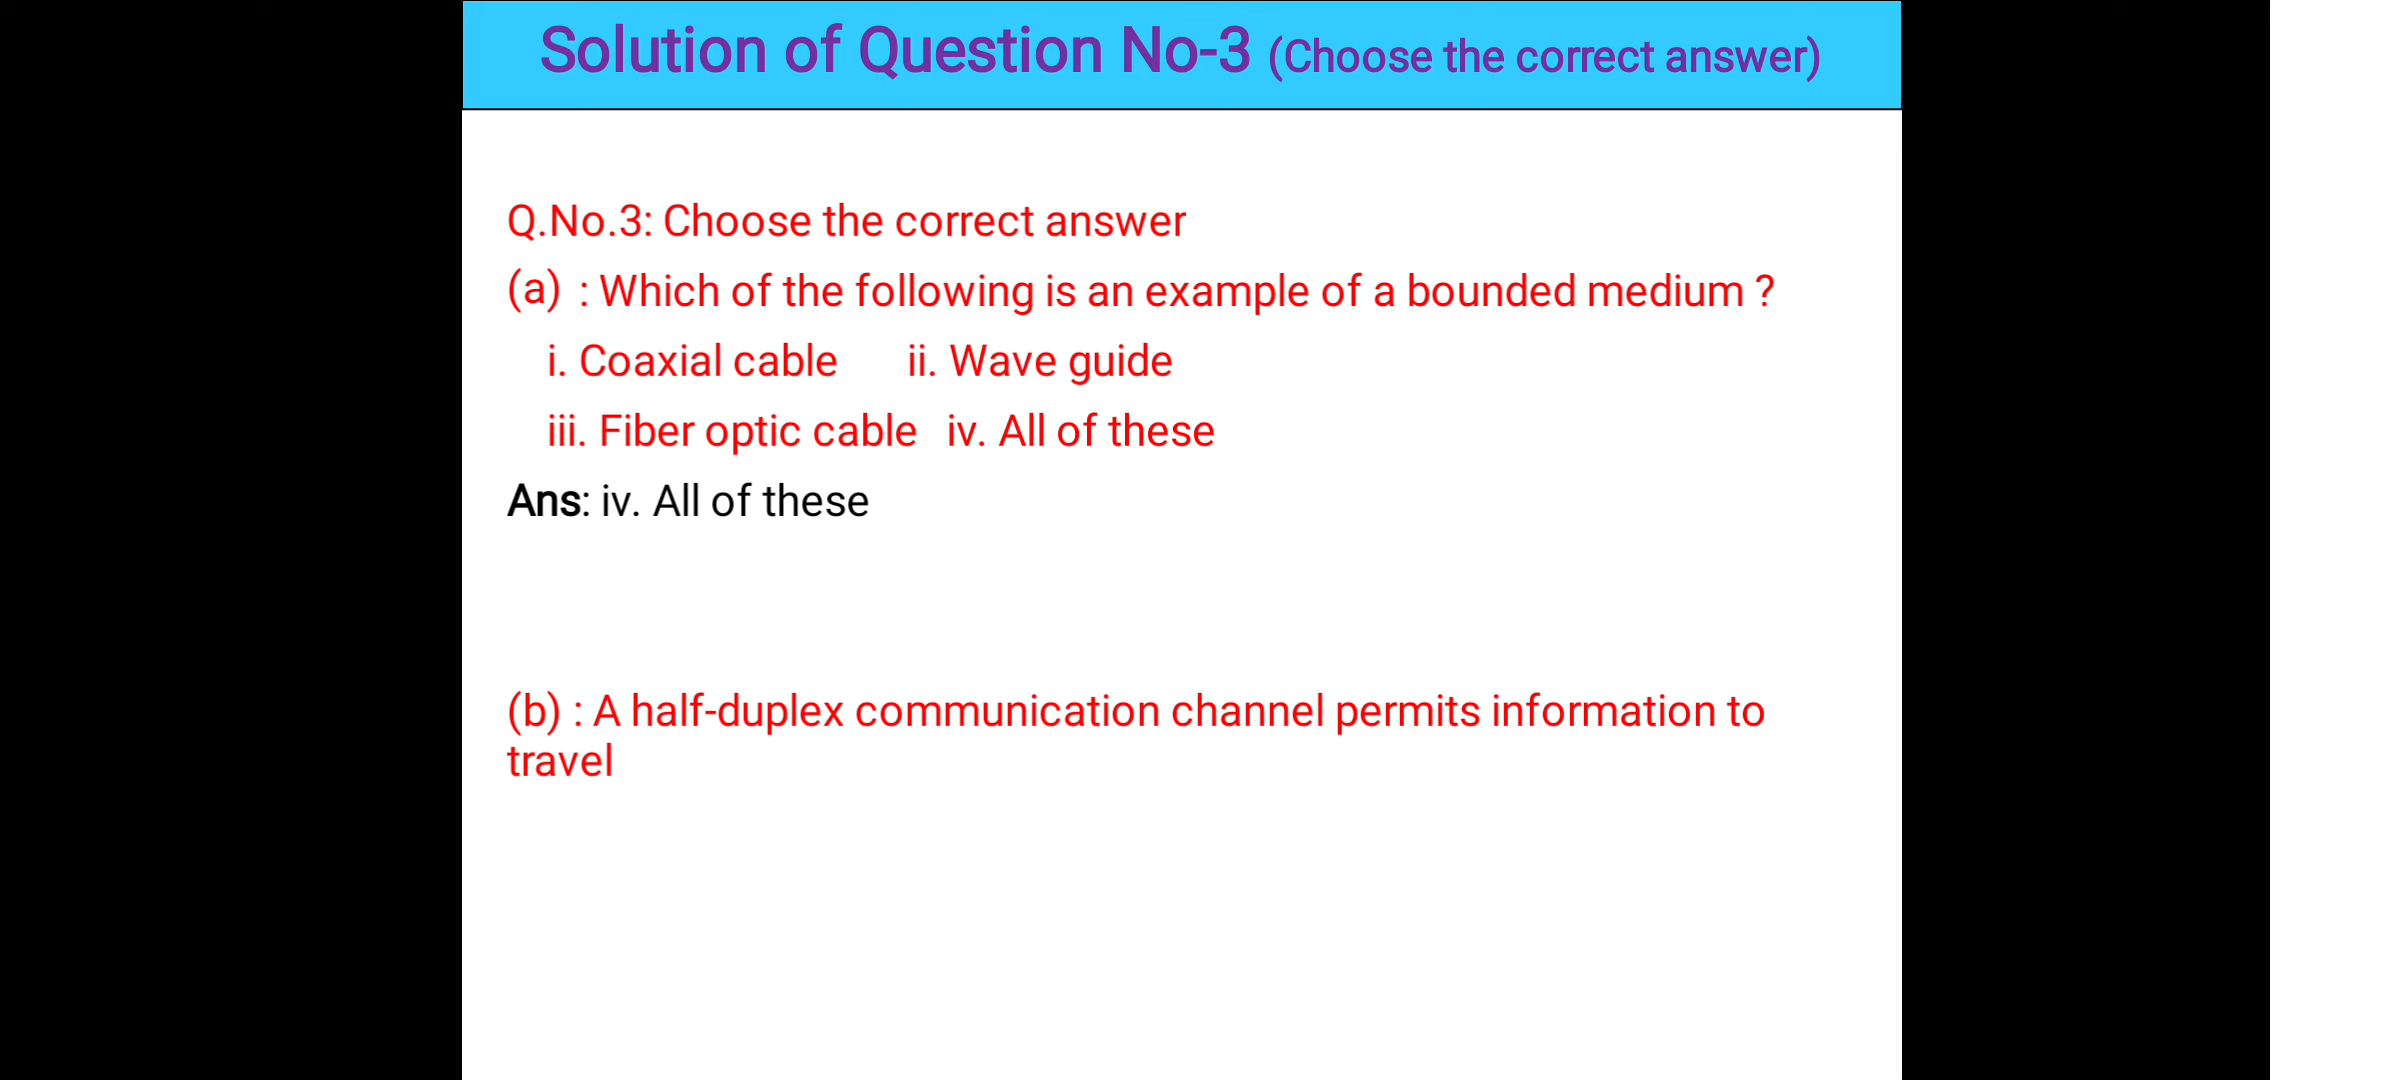 Solution of Question No-3 (Choose the correct answer)
Q.No.3: Choose the correct answer
(a) : Which of the following is an example of a bounded medium ?
i. Coaxial cable ii. Wave guide
iii. Fiber optic cable iv. All of these
Ans: iv. All of these
(b) : A half-duplex communication channel permits information to
travel